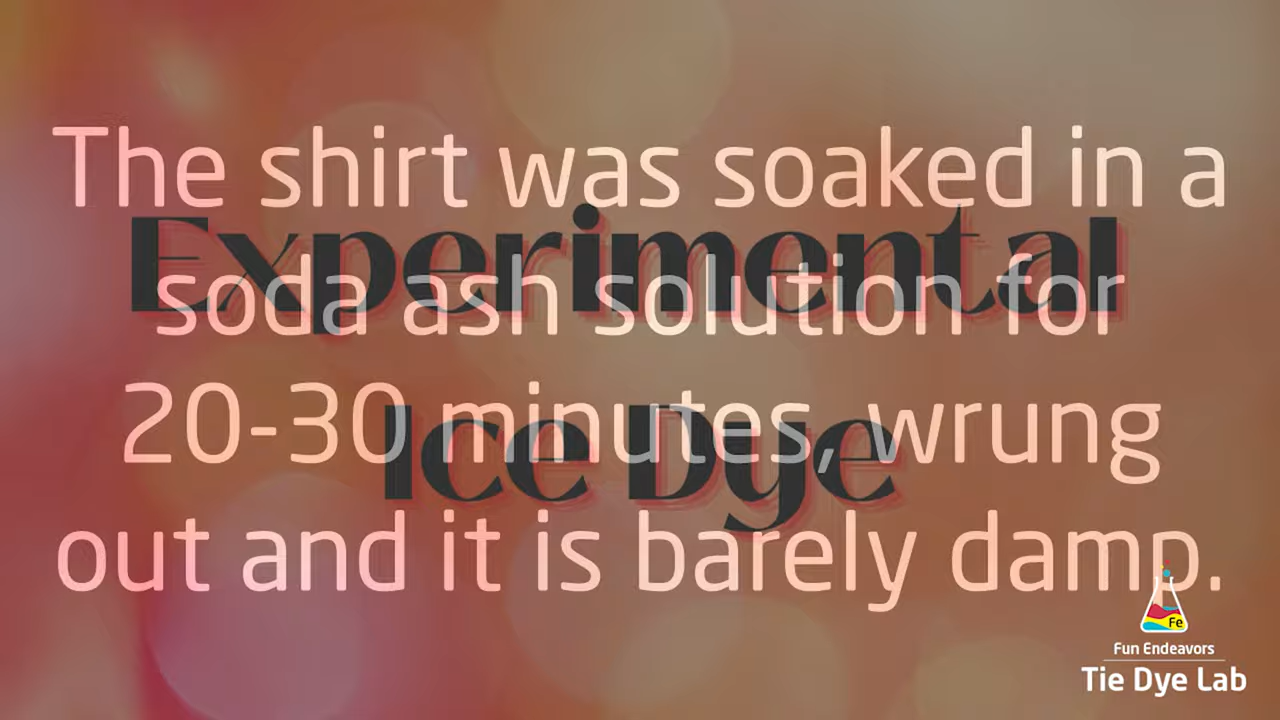 The shirt was soaked in a
Experimental
soda ash solution for
20-30 minutes, wrung
Ice Dye
out and it is barely damp.
Fe
Fun Endeavors
Tie Dye Lab